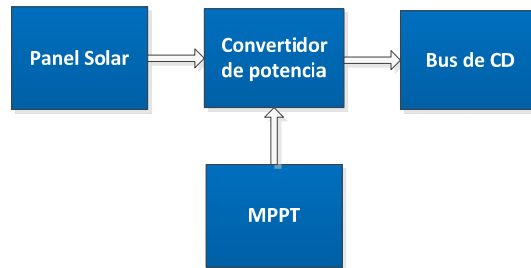 Panel Solar
Convertidor
de potencia
Bus de CD
MPPT